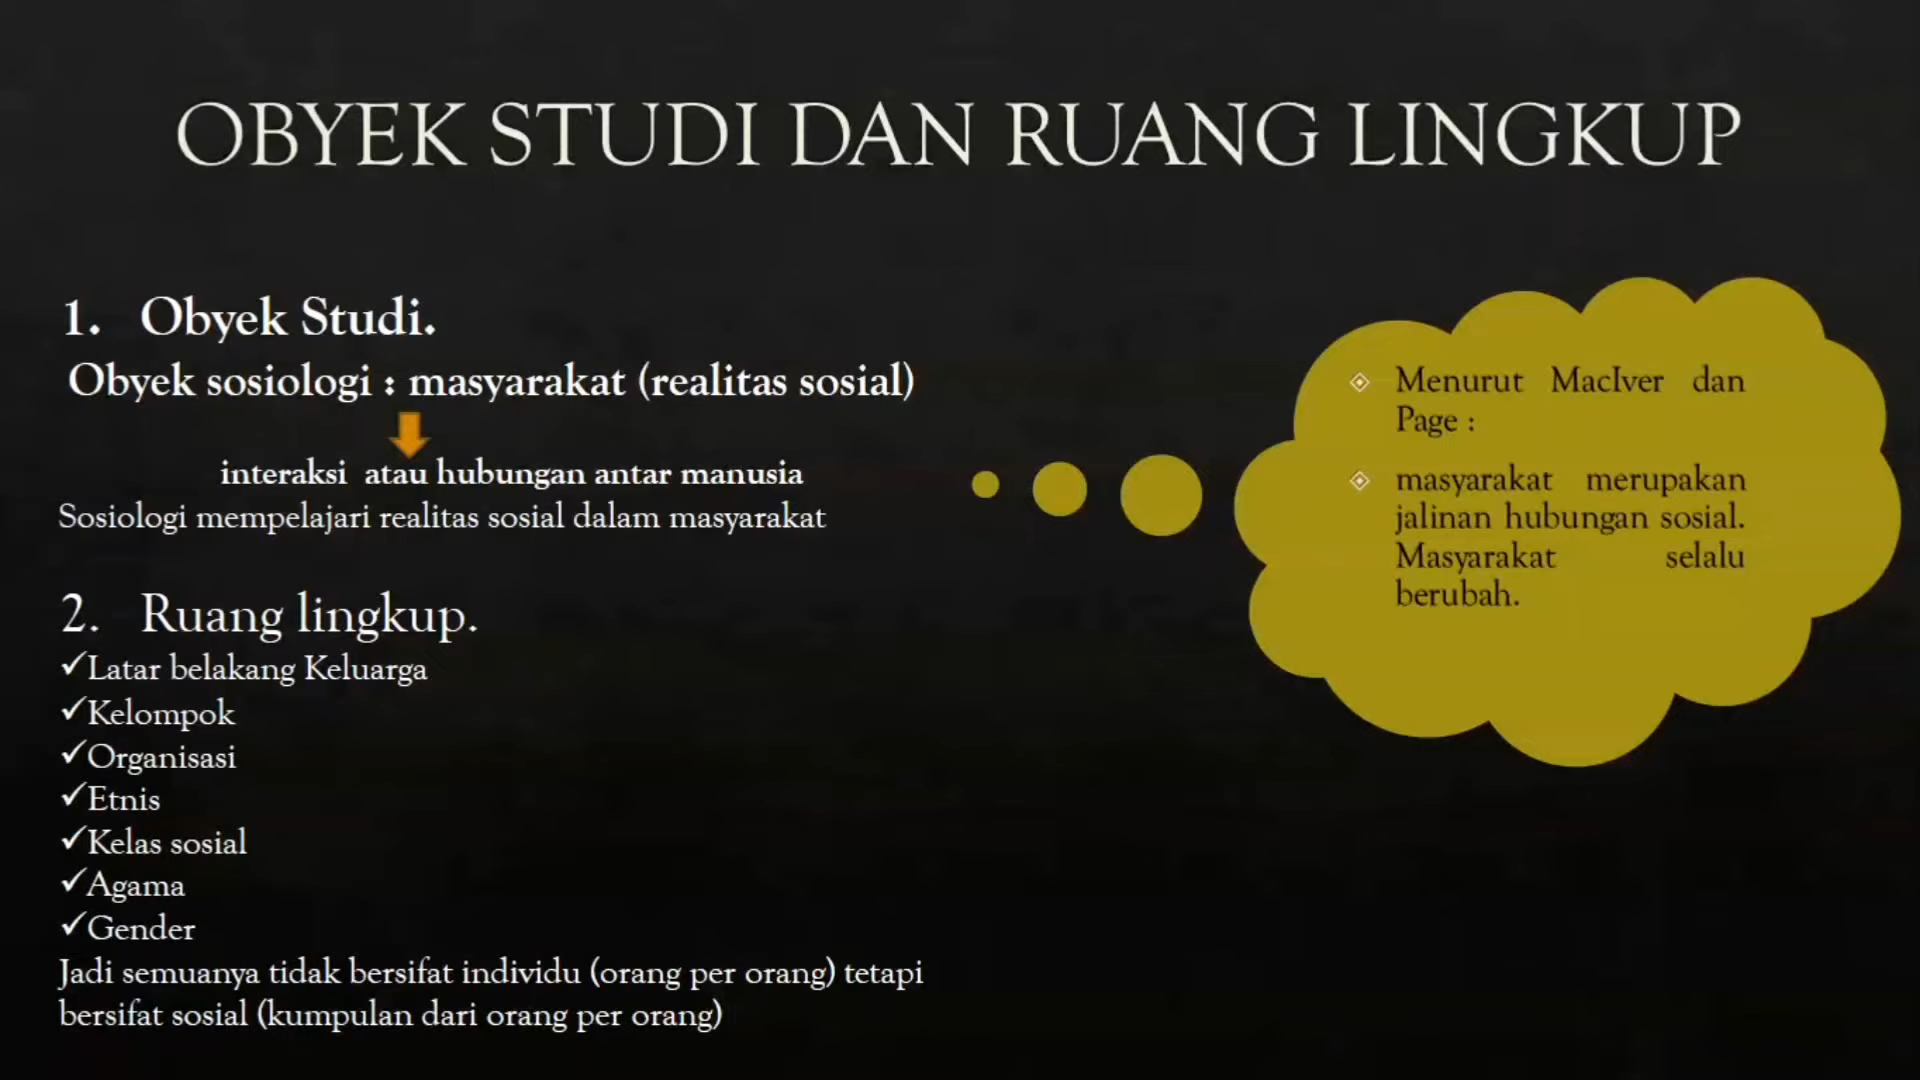 OBYEK STUDI DAN RUANG LINGKUP
1. Obyek Studi.
Obyek sosiologi : masyarakat (realitas sosial)
interaksi atau hubungan antar manusia
Sosiologi mempelajari realitas sosial dalam masyarakat
2. Ruang lingkup.
✓Latar belakang Keluarga
✓Kelompok
✓Organisasi
✓Etnis
✓Kelas sosial
✓Agama
✓Gender
Jadi semuanya tidak bersifat individu (orang per orang) tetapi
bersifat sosial (kumpulan dari orang per orang)
Menurut MacIver dan
Page :
masyarakat merupakan
jalinan hubungan sosial.
Masyarakat selalu
berubah.